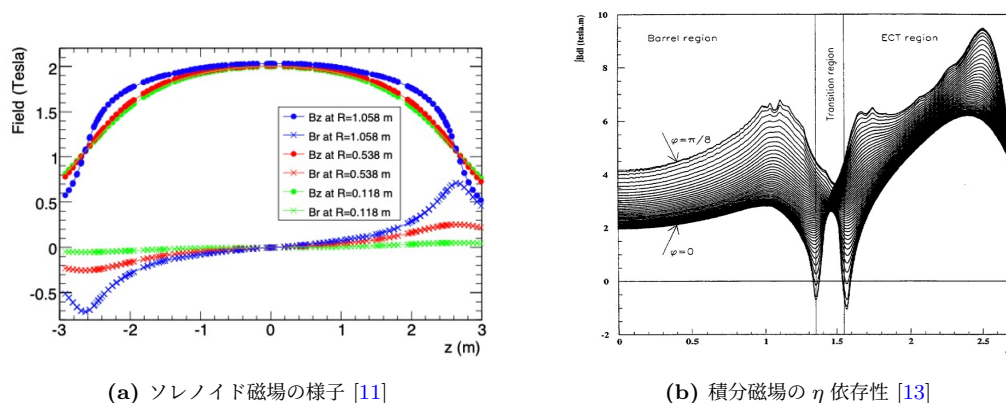 Field (Tesla)
2
1.5
1
0.5
0
-0.5
-3
-2
-1
0
1
2
3
z (m)
Bz at R=1.058 m
Br at R=1.058 m
Bz at R=0.538 m
Br at R=0.538 m
Bz at R=0.118 m
Br at R=0.118 m
(a) ソレノイド磁場の様子 [11]
∫Bdl (tesla.m)
10
8
6
4
2
0
-2
0
0.5
1.0
1.5
2.0
2.5
Barrel region
Transition region
ECT region
φ=π/8
φ=0
(b) 積分磁場の η 依存性 [13]